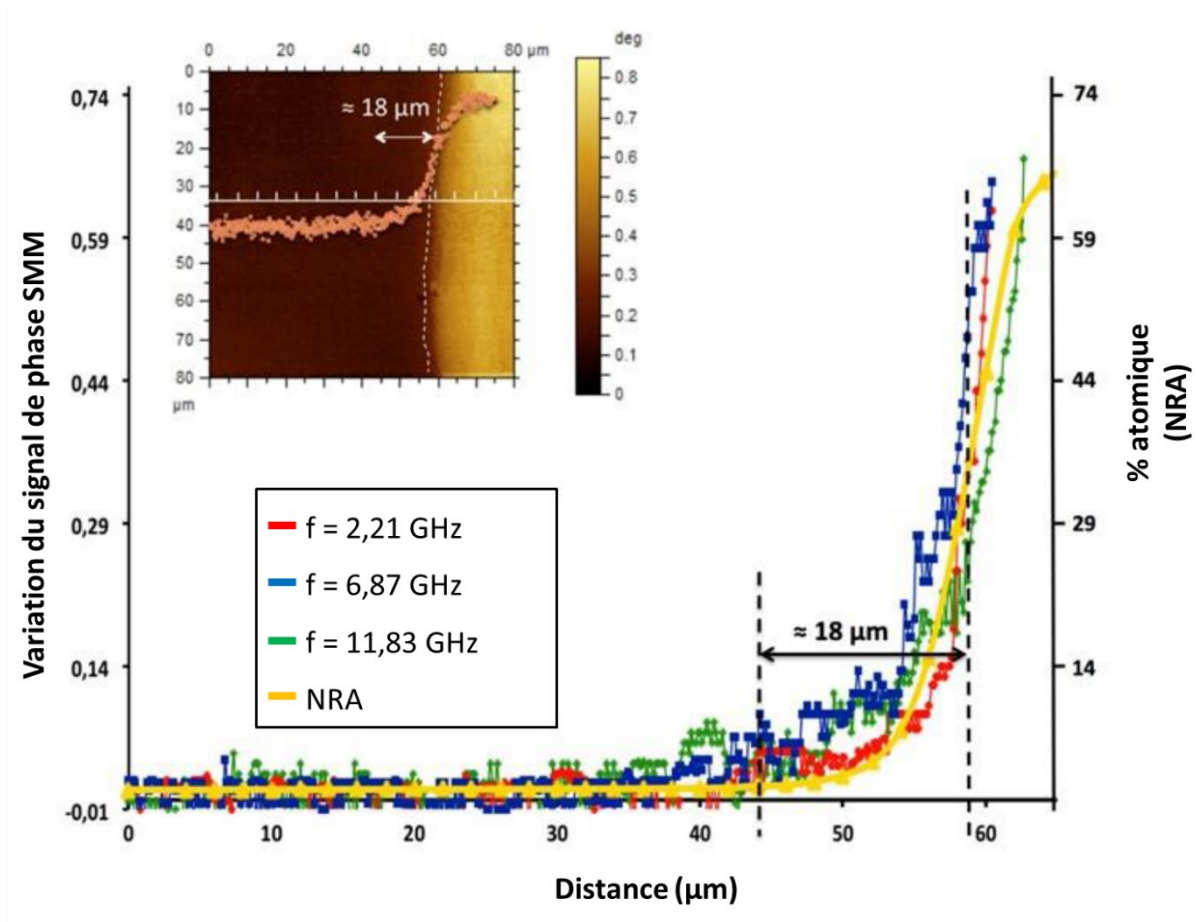 0 20 40 60 80 µm
deg
0
10
20
30
40
50
60
70
80
µm
≈ 18 µm
0.8
0.7
0.6
0.5
0.4
0.3
0.2
0.1
0
Variation du signal de phase SMM
0,74
0,59
0,44
0,29
0,14
-0,01
f = 2,21 GHz
f = 6,87 GHz
f = 11,83 GHz
NRA
≈ 18 µm
74
59
44
29
14
% atomique
(NRA)
0 10 20 30 40 50 60
Distance (µm)